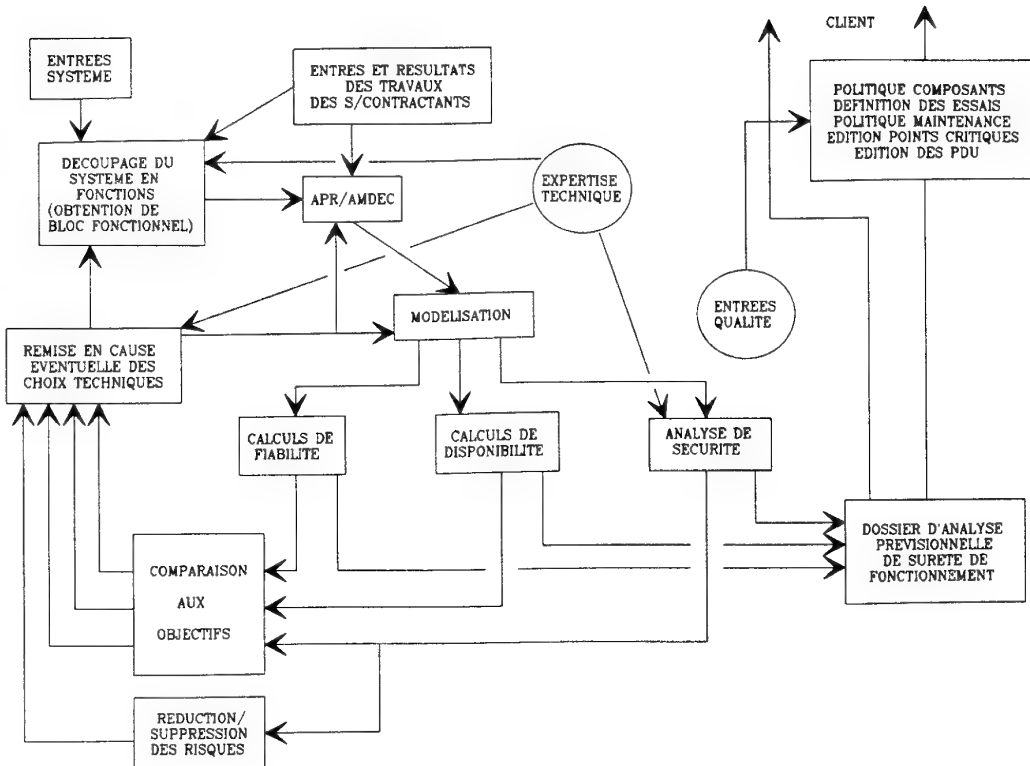 CLIENT
ENTREES
SYSTEME
ENTRES ET RESULTATS
DES TRAVAUX
DES S/CONTRACTANTS
POLITIQUE COMPOSANTS
DEFINITION DES ESSAIS
POLITIQUE MAINTENANCE
EDITION POINTS CRITIQUES
EDITION DES PDU
DECOUPAGE DU
SYSTEME EN
FONCTIONS
(OBTENTION DE
BLOC FONCTIONNEL)
APR/AMDEC
EXPERTISE
TECHNIQUE
MODELISATION
ENTREES
QUALITE
REMISE EN CAUSE
EVENTUELLE DES
CHOIX TECHNIQUES
CALCULS DE
FIABILITE
CALCULS DE
DISPONIBILITE
ANALYSE DE
SECURITE
COMPARAISON
AUX
OBJECTIFS
DOSSIER D'ANALYSE
PREVISIONNELLE
DE SURETE DE
FONCTIONNEMENT
REDUCTION/
SUPPRESSION
DES RISQUES